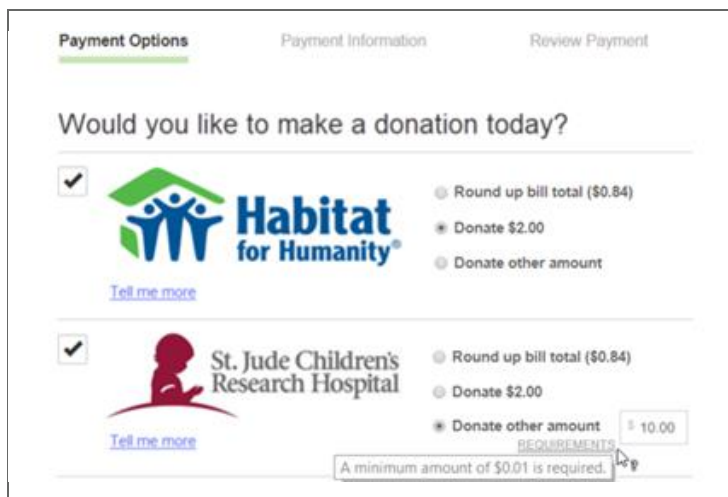 Payment Options Payment Information Review Payment
Would you like to make a donation today?
Habitat
for Humanity®
Round up bill total ($0.84)
Donate $2.00
Donate other amount
Tell me more
St. Jude Children's
Research Hospital
Round up bill total ($0.84)
Donate $2.00
Donate other amount $ 10.00
REQUIREMENTS
Tell me more
A minimum amount of $0.01 is required.